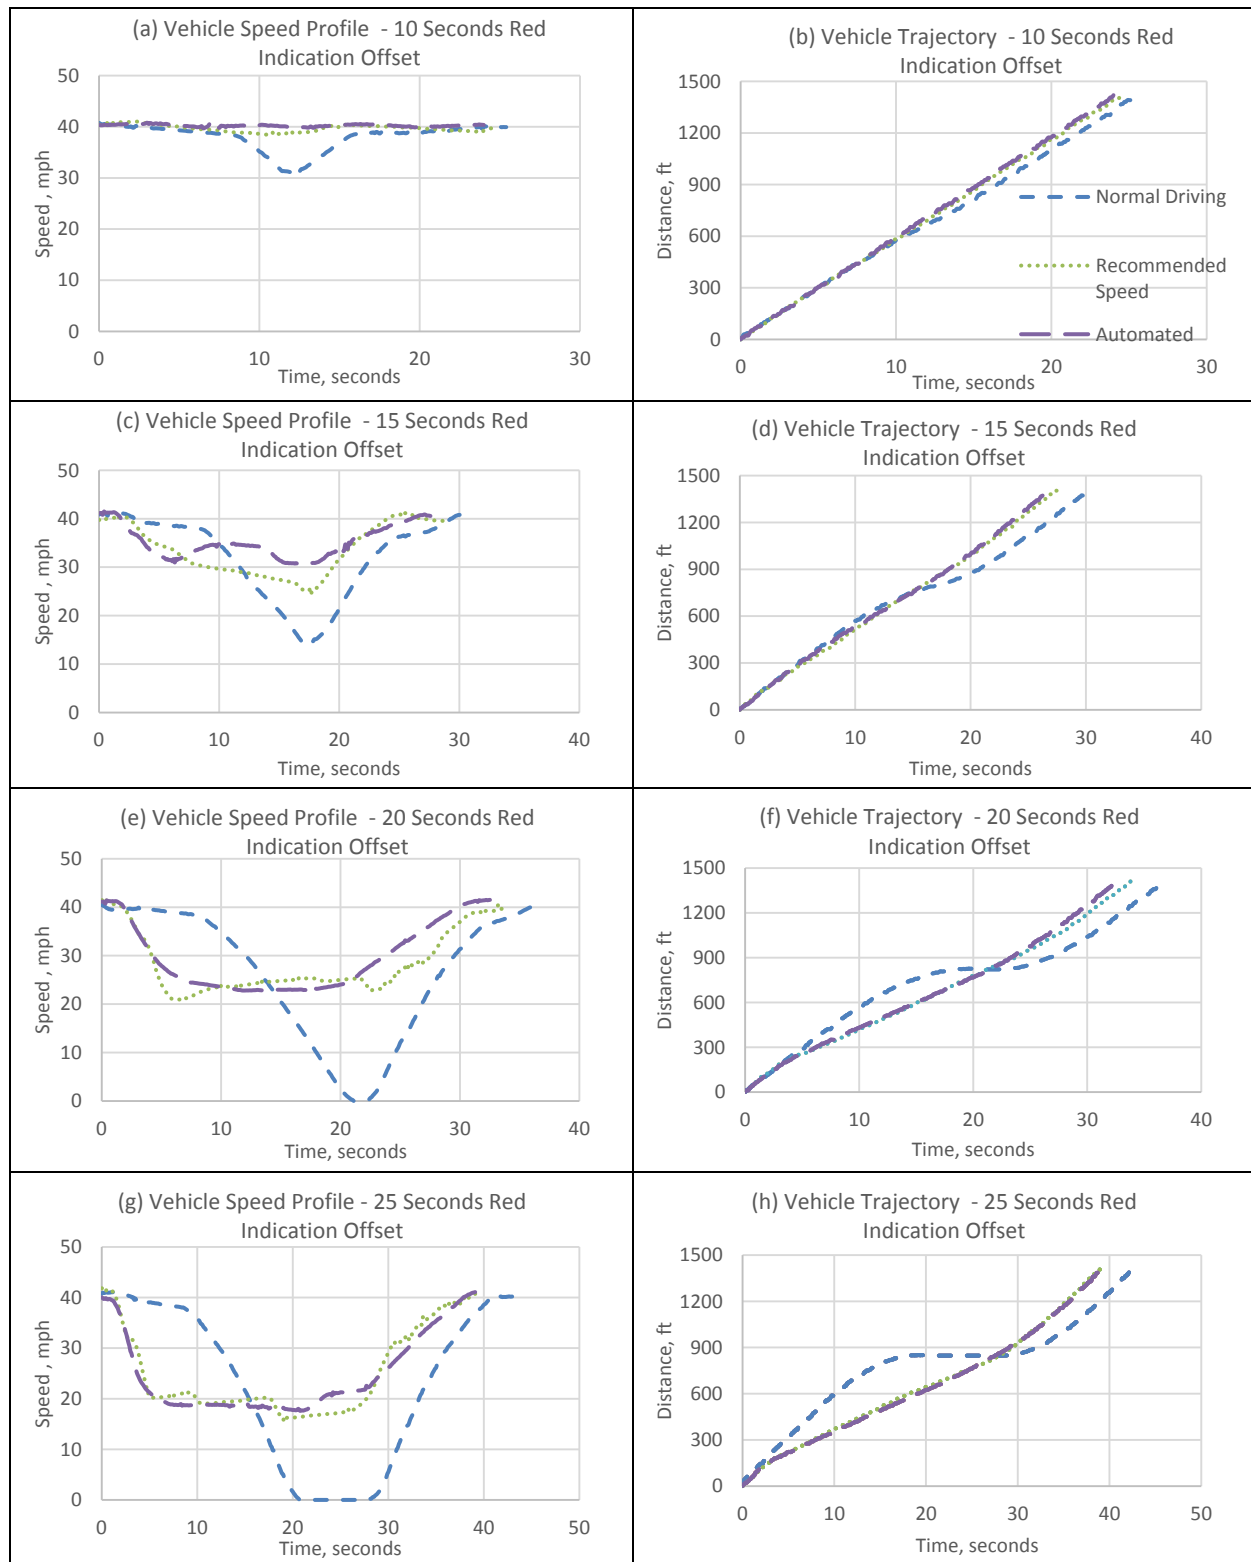 (a) Vehicle Speed Profile - 10 Seconds Red
Indication Offset
50
40
30
20
10
0
Speed , mph
0 10 20 30
Time, seconds
(b) Vehicle Trajectory - 10 Seconds Red
Indication Offset
1500
1200
900
600
300
0
Distance, ft
Normal Driving
Recommended
Speed
Automated
0 10 20 30
Time, seconds
(c) Vehicle Speed Profile - 15 Seconds Red
Indication Offset
50
40
30
20
10
0
Speed , mph
0 10 20 30 40
Time, seconds
(d) Vehicle Trajectory - 15 Seconds Red
Indication Offset
1500
1200
900
600
300
0
Distance, ft
0 10 20 30 40
Time, seconds
(e) Vehicle Speed Profile - 20 Seconds Red
Indication Offset
50
40
30
20
10
0
Speed , mph
0 10 20 30 40
Time, seconds
(f) Vehicle Trajectory - 20 Seconds Red
Indication Offset
1500
1200
900
600
300
0
Distance, ft
0 10 20 30 40
Time, seconds
(g) Vehicle Speed Profile - 25 Seconds Red
Indication Offset
50
40
30
20
10
0
Speed , mph
0 10 20 30 40 50
Time, seconds
(h) Vehicle Trajectory - 25 Seconds Red
Indication Offset
1500
1200
900
600
300
0
Distance, ft
0 10 20 30 40 50
Time, seconds